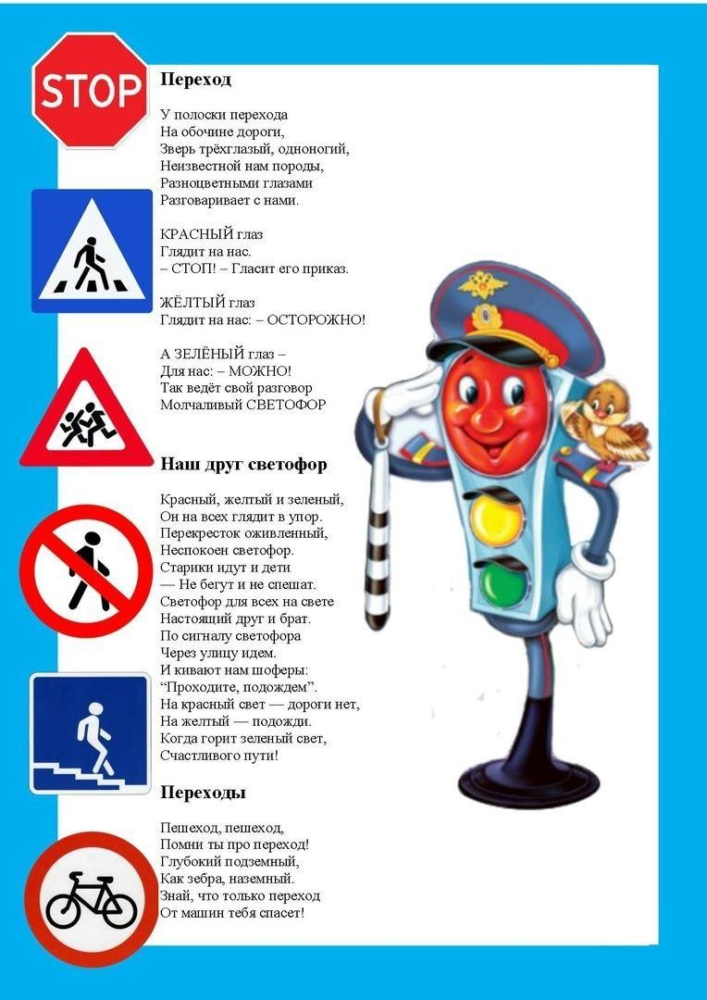 STOP
Переход
У полоски перехода
На обочине дороги,
Зверь трёхглазый, одноногий,
Неизвестной нам породы,
Разноцветными глазами
Разговаривает с нами.
КРАСНЫЙ глаз
Глядит на нас.
– СТОП! – Гласит его приказ.
ЖЁЛТЫЙ глаз
Глядит на нас: – ОСТОРОЖНО!
А ЗЕЛЁНЫЙ глаз –
Для нас: – МОЖНО!
Так ведёт свой разговор
Молчаливый СВЕТОФОР
Наш друг светофор
Красный, желтый и зеленый,
Он на всех глядит в упор.
Перекресток оживленный,
Неспокоен светофор.
Старики идут и дети
— Не бегут и не спешат.
Светофор для всех на свете
Настоящий друг и брат.
По сигналу светофора
Через улицу идем.
И кивают нам шоферы:
“Проходите, подождем”.
На красный свет — дороги нет,
На желтый — подожди.
Когда горит зеленый свет,
Счастливого пути!
Переходы
Пешеход, пешеход,
Помни ты про переход!
Глубокий подземный,
Как зебра, наземный.
Знай, что только переход
От машин тебя спасет!